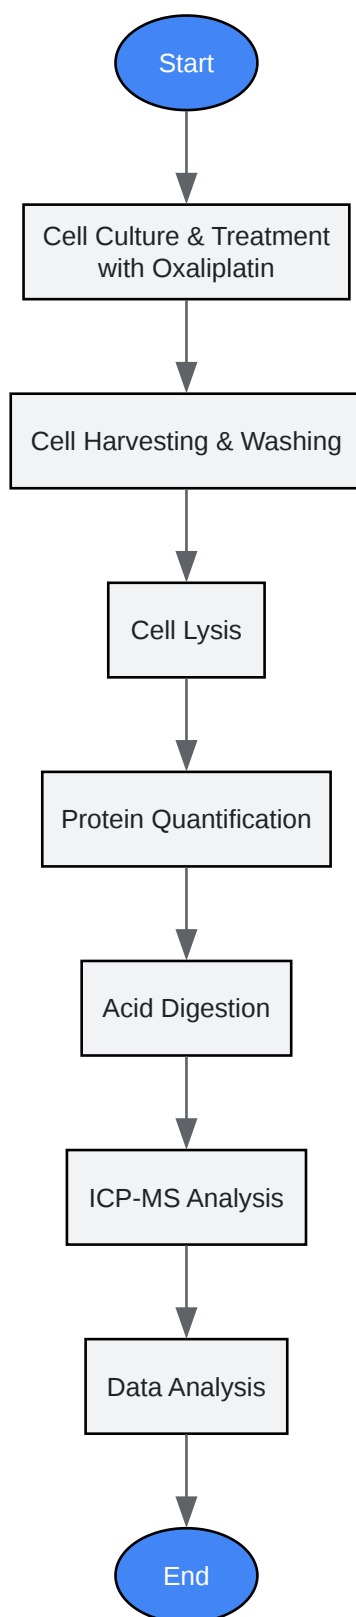 Start
Cell Culture & Treatment
with Oxaliplatin
Cell Harvesting & Washing
Cell Lysis
Protein Quantification
Acid Digestion
ICP-MS Analysis
Data Analysis
End